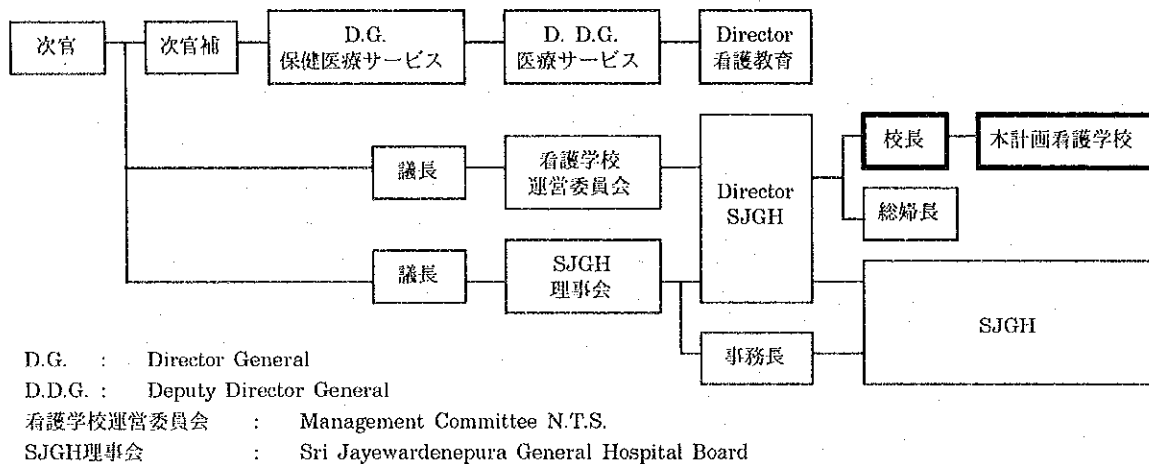 次官
次官補
D.G.
保健医療サービス
D. D.G.
医療サービス
Director
看護教育
議長
看護学校
運営委員会
Director
SJGH
校長
本計画看護学校
総婦長
議長
SJGH
理事会
事務長
SJGH
D.G. : Director General
D.D.G. : Deputy Director General
看護学校運営委員会 : Management Committee N.T.S.
SJGH理事会 : Sri Jayewardenepura General Hospital Board